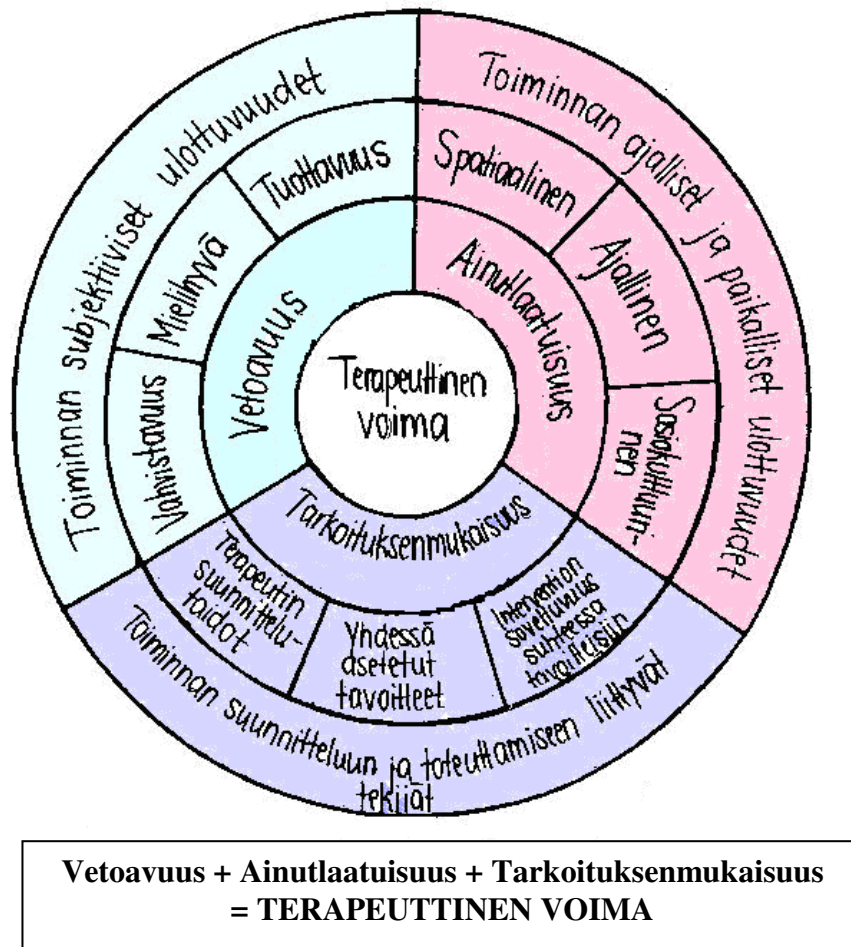 Toiminnan subjektiiviset ulottuvuudet
Tuottavuus
Mielihyvä
Vahvistavuus
Vetoavuus
Toiminnan ajalliset ja paikalliset ulottuvuudet
Spatiaalinen
Ajallinen
Sosiokulttuuri-
nen
Ainutlaatuisuus
Terapeuttinen
voima
Tarkoituksenmukaisuus
Terapeutin
suunnittelu-
taidot
Yhdessä
asetetut
tavoitteet
Intervention
soveltuvuus
suhteessa
tavoitteisiin
Toiminnan suunnitteluun ja toteuttamiseen liittyvät
tekijät
Vetoavuus + Ainutlaatuisuus + Tarkoituksenmukaisuus
= TERAPEUTTINEN VOIMA